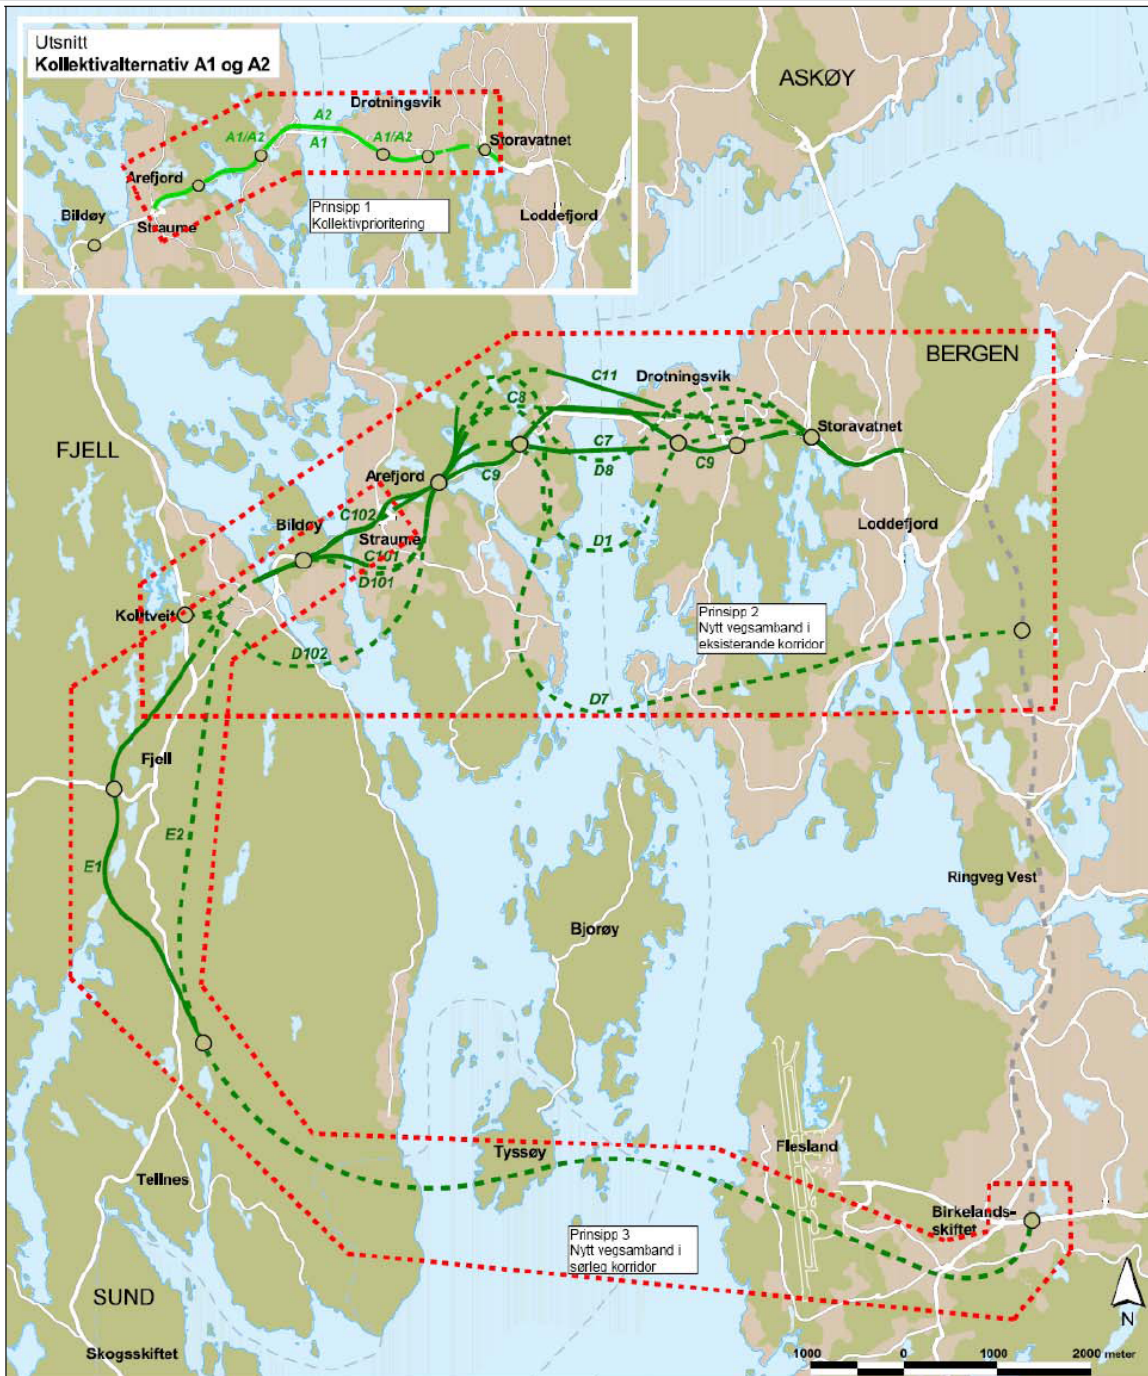 Utsnitt
Kollektivalternativ A1 og A2
Drotningsvik
A2
A1/A2
A1
A1/A2
Storavatnet
Arefjord
Bildøy
Straume
Prinsipp 1
Kollektivprioritering
Loddefjord
ASKØY
BERGEN
FJELL
C11
Drotningsvik
C8
Storavatnet
C7
C9
D8
Arefjord
C9
C102
Bildøy
Straume
C101
D101
D1
Loddefjord
Koltveit
D102
Prinsipp 2
Nytt vegsamband i
eksisterande korridor
D7
Fjell
E2
E1
Ringveg Vest
Bjorøy
Flesland
Tyssøy
Tellnes
Birkelands-
skiftet
Prinsipp 3
Nytt vegsamband i
sørleg korridor
SUND
Skogsskiftet
N
1000 0 1000 2000 meter